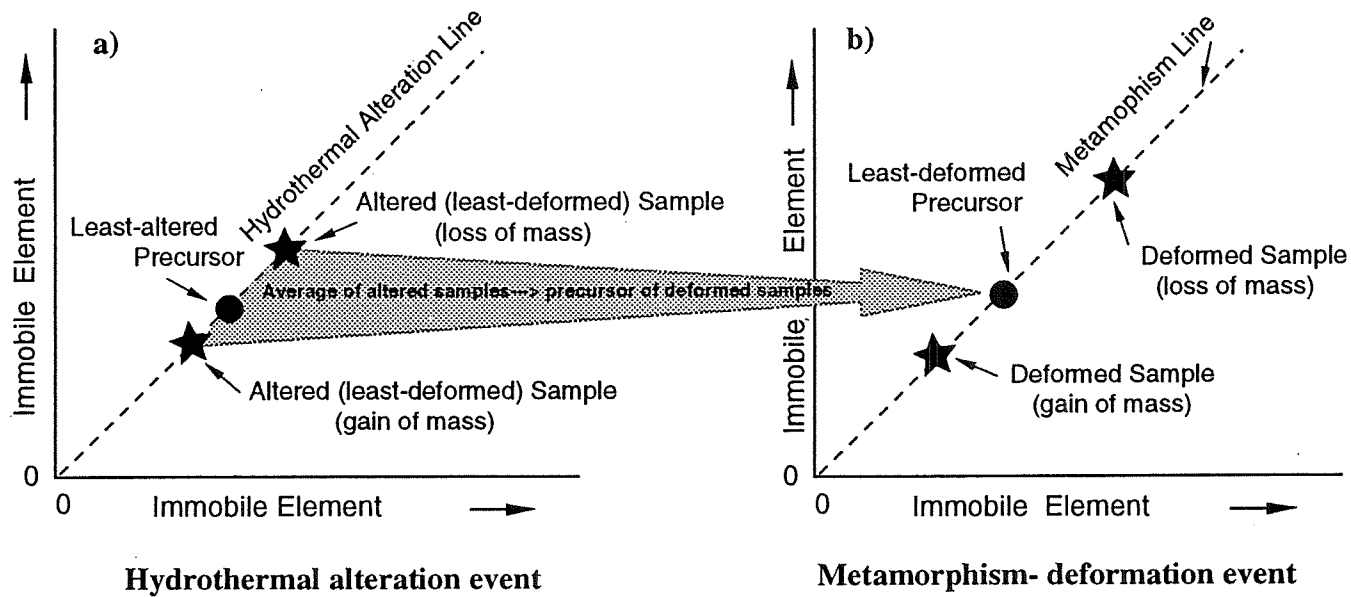 a)
Immobile Element
Hydrothermal Alteration Line
Least-altered
Precursor
Altered (least-deformed) Sample
(loss of mass)
Average of altered samples---> precursor of deformed samples
Altered (least-deformed) Sample
(gain of mass)
0
0
Immobile Element
Hydrothermal alteration event
b)
Immobile Element
Metamophism Line
Least-deformed
Precursor
Deformed Sample
(loss of mass)
Deformed Sample
(gain of mass)
0
0
Immobile Element
Metamorphism- deformation event